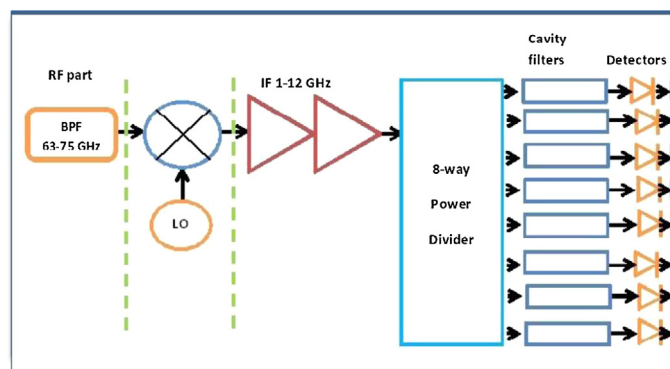 RF part
BPF
63-75 GHz
LO
IF 1-12 GHz
8-way
Power
Divider
Cavity
filters
Detectors